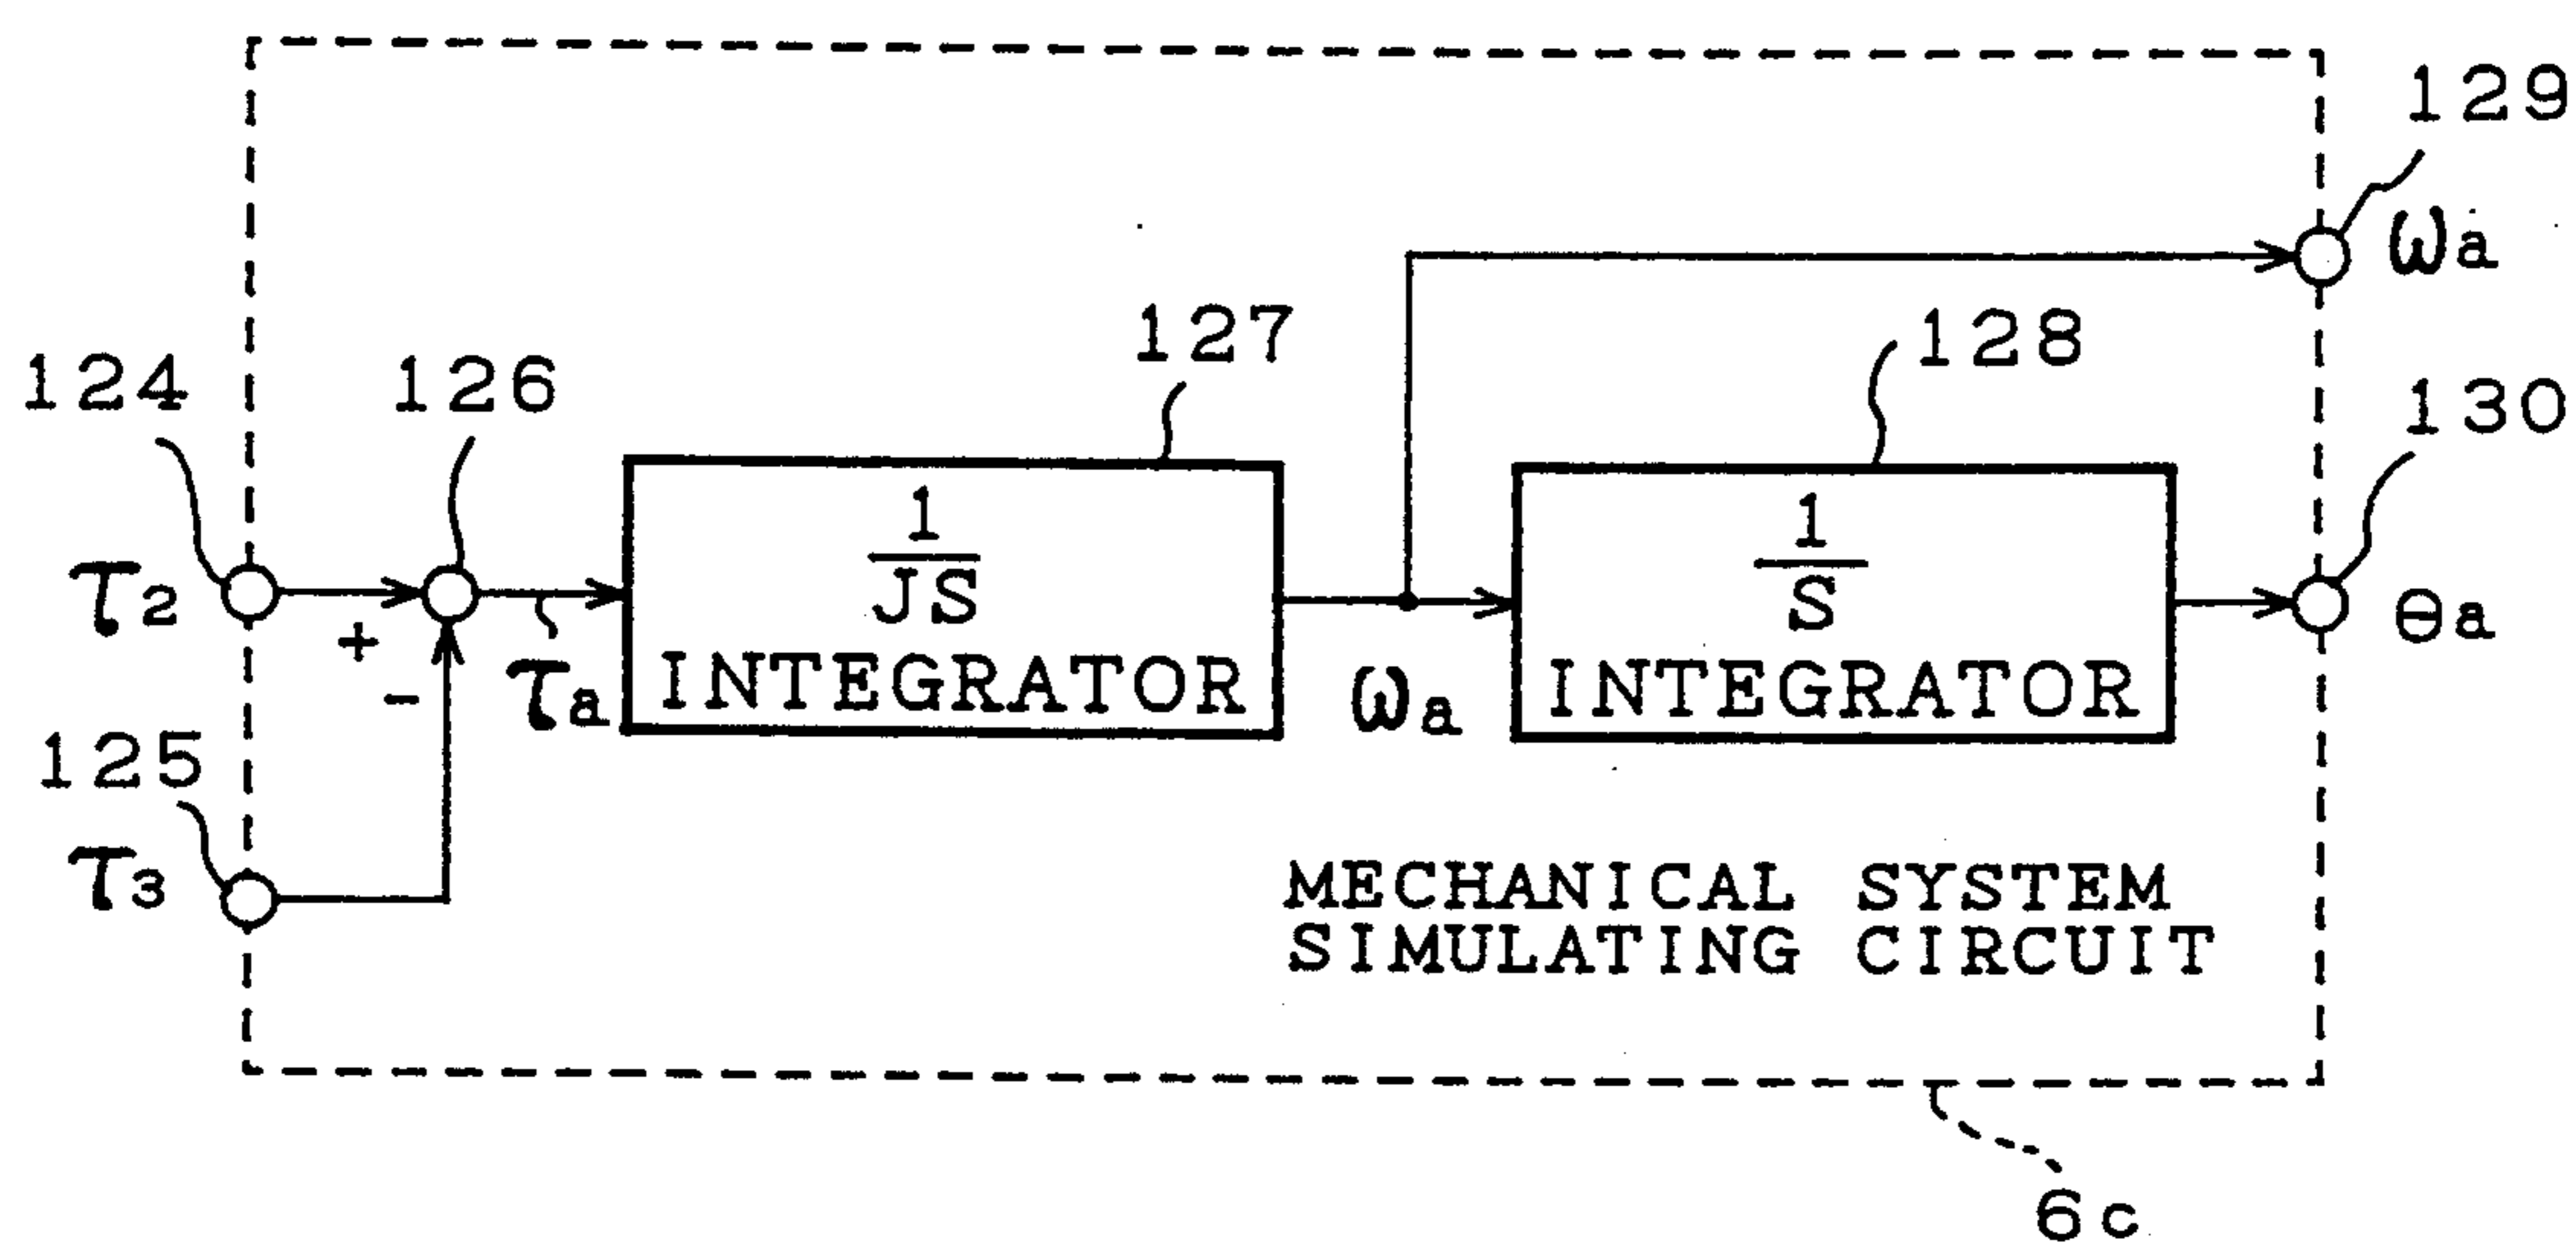 129
ωa
127
128
124
126
130
1
JS
INTEGRATOR
1
S
INTEGRATOR
τ2
+
-
τa
ωa
θa
125
τ3
MECHANICAL SYSTEM
SIMULATING CIRCUIT
6c